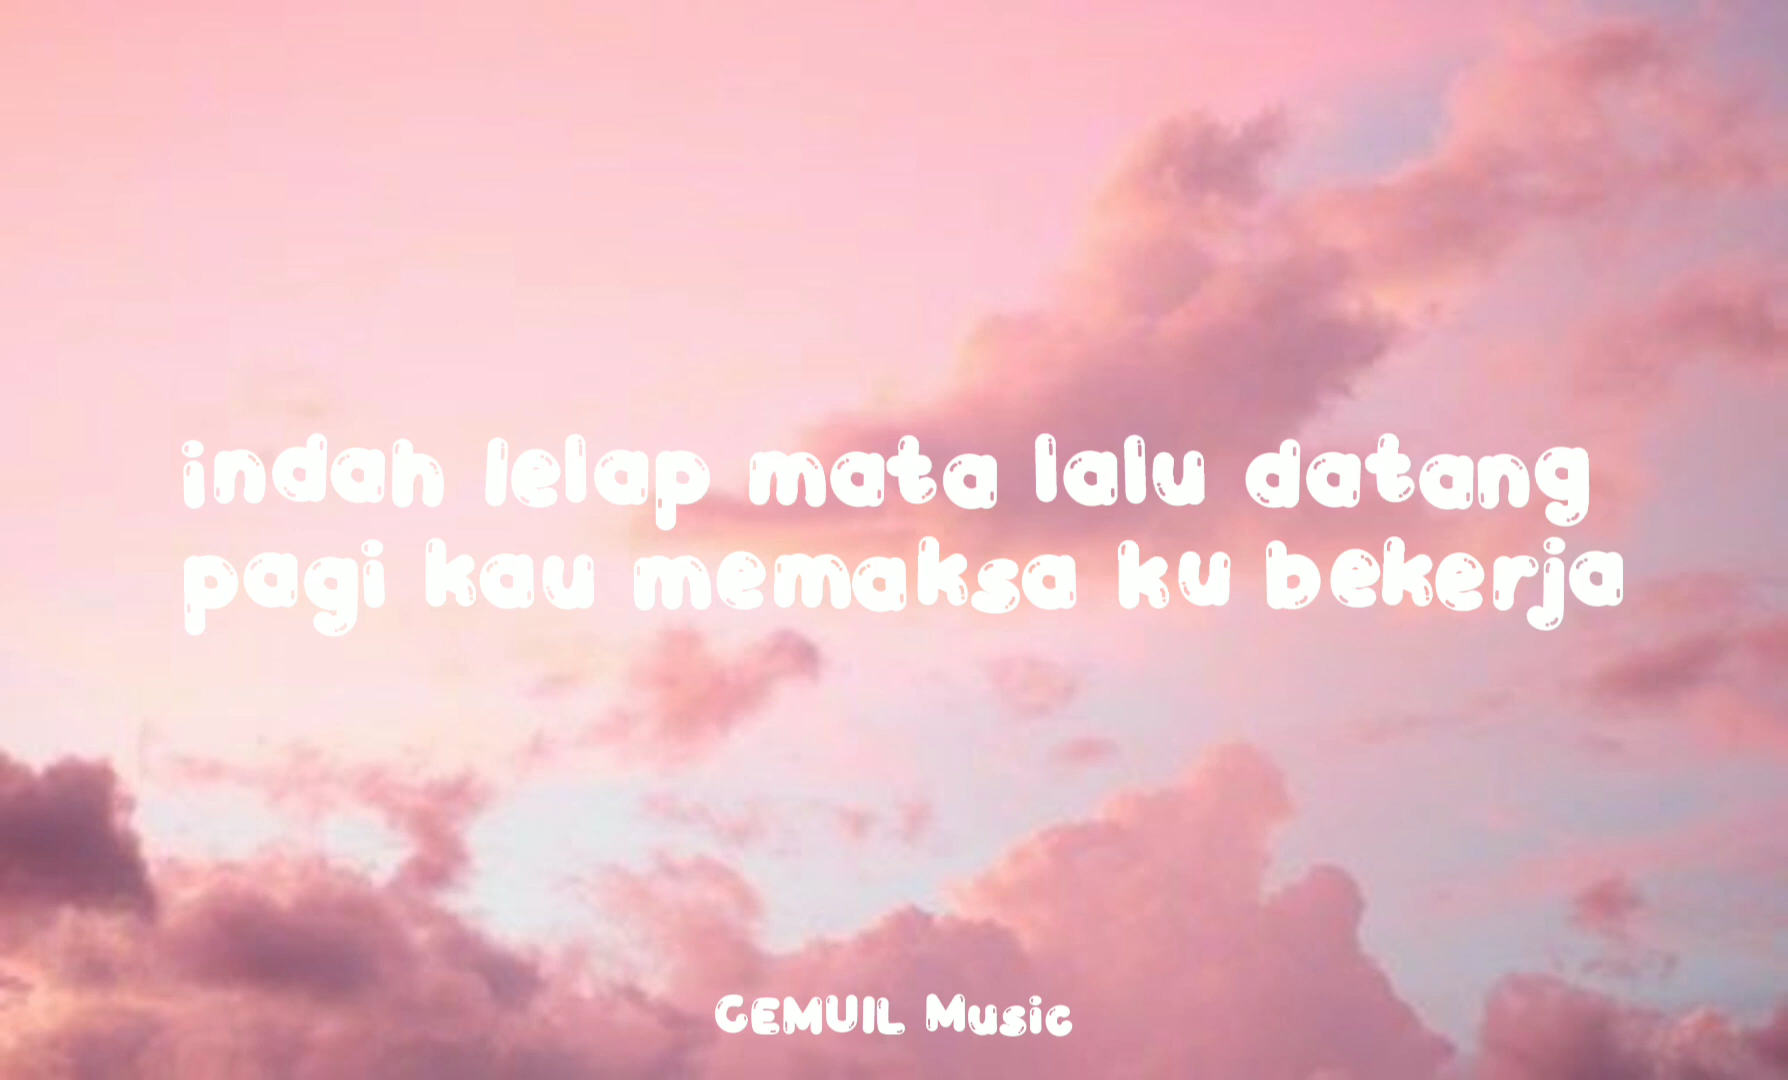 indah lelap mata lalu datang
pagi kau memaksa ku bekerja
GEMUIL Music